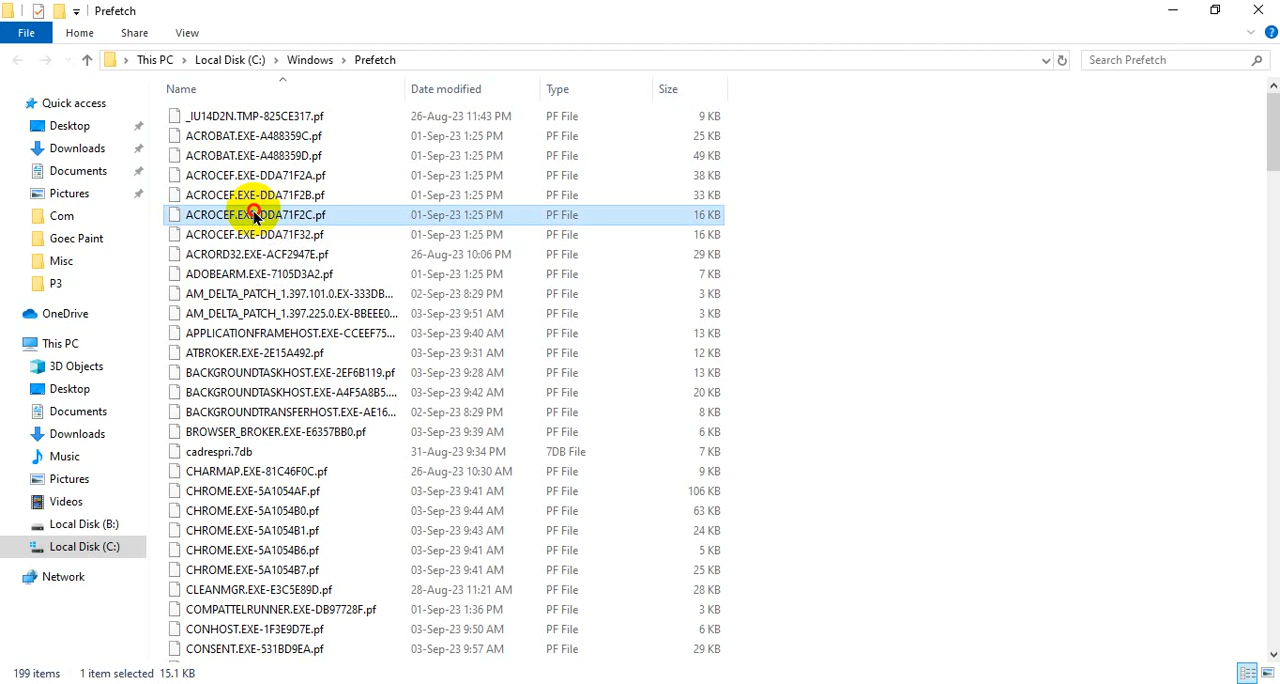 Prefetch
File Home Share View
This PC Local Disk (C:) Windows Prefetch Search Prefetch
Name Date modified Type Size
Quick access
Desktop
Downloads
Documents
Pictures
Com
Goec Paint
Misc
P3
OneDrive
This PC
3D Objects
Desktop
Documents
Downloads
Music
Pictures
Videos
Local Disk (B:)
Local Disk (C:)
Network
_IU14D2N.TMP-825CE317.pf 26-Aug-23 11:43 PM PF File 9 KB
ACROBAT.EXE-A488359C.pf 01-Sep-23 1:25 PM PF File 25 KB
ACROBAT.EXE-A488359D.pf 01-Sep-23 1:25 PM PF File 49 KB
ACROCEF.EXE-DDA71F2A.pf 01-Sep-23 1:25 PM PF File 38 KB
ACROCEF.EXE-DDA71F2B.pf 01-Sep-23 1:25 PM PF File 33 KB
ACROCEF.EXE-DDA71F2C.pf 01-Sep-23 1:25 PM PF File 16 KB
ACROCEF.EXE-DDA71F32.pf 01-Sep-23 1:25 PM PF File 16 KB
ACRORD32.EXE-ACF2947E.pf 26-Aug-23 10:06 PM PF File 29 KB
ADOBEARM.EXE-7105D3A2.pf 01-Sep-23 1:25 PM PF File 7 KB
AM_DELTA_PATCH_1.397.101.0.EX-333DB... 02-Sep-23 8:29 PM PF File 3 KB
AM_DELTA_PATCH_1.397.225.0.EX-BBEEE0... 03-Sep-23 9:51 AM PF File 3 KB
APPLICATIONFRAMEHOST.EXE-CCEEF75... 03-Sep-23 9:40 AM PF File 13 KB
ATBROKER.EXE-2E15A492.pf 03-Sep-23 9:31 AM PF File 12 KB
BACKGROUNDTASKHOST.EXE-2EF6B119.pf 03-Sep-23 9:28 AM PF File 13 KB
BACKGROUNDTASKHOST.EXE-A4F5A8B5.... 03-Sep-23 9:42 AM PF File 20 KB
BACKGROUNDTRANSFERHOST.EXE-AE16... 02-Sep-23 8:29 PM PF File 8 KB
BROWSER_BROKER.EXE-E6357BB0.pf 03-Sep-23 9:39 AM PF File 6 KB
cadrespri.7db 31-Aug-23 9:34 PM 7DB File 7 KB
CHARMAP.EXE-81C46F0C.pf 26-Aug-23 10:30 AM PF File 9 KB
CHROME.EXE-5A1054AF.pf 03-Sep-23 9:41 AM PF File 106 KB
CHROME.EXE-5A1054B0.pf 03-Sep-23 9:44 AM PF File 63 KB
CHROME.EXE-5A1054B1.pf 03-Sep-23 9:43 AM PF File 24 KB
CHROME.EXE-5A1054B6.pf 03-Sep-23 9:41 AM PF File 5 KB
CHROME.EXE-5A1054B7.pf 03-Sep-23 9:41 AM PF File 25 KB
CLEANMGR.EXE-E3C5E89D.pf 28-Aug-23 11:21 AM PF File 28 KB
COMPATTELRUNNER.EXE-DB97728F.pf 01-Sep-23 1:36 PM PF File 3 KB
CONHOST.EXE-1F3E9D7E.pf 03-Sep-23 9:50 AM PF File 6 KB
CONSENT.EXE-531BD9EA.pf 03-Sep-23 9:57 AM PF File 29 KB
199 items 1 item selected 15.1 KB